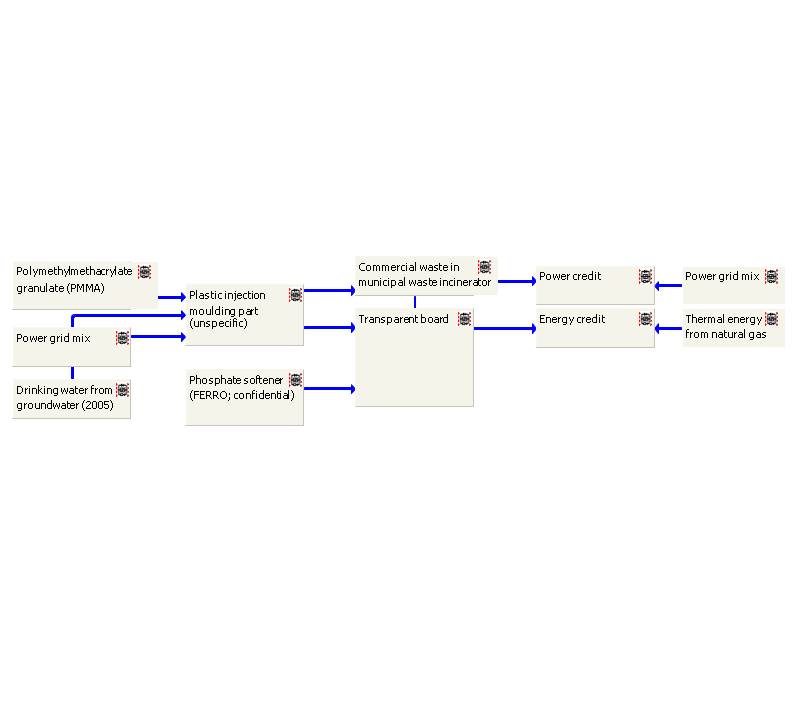 Polymethylmethacrylate
granulate (PMMA)
Power grid mix
Drinking water from
groundwater (2005)
Plastic injection
moulding part
(unspecific)
Phosphate softener
(FERRO; confidential)
Commercial waste in
municipal waste incinerator
Transparent board
Power credit
Energy credit
Power grid mix
Thermal energy
from natural gas